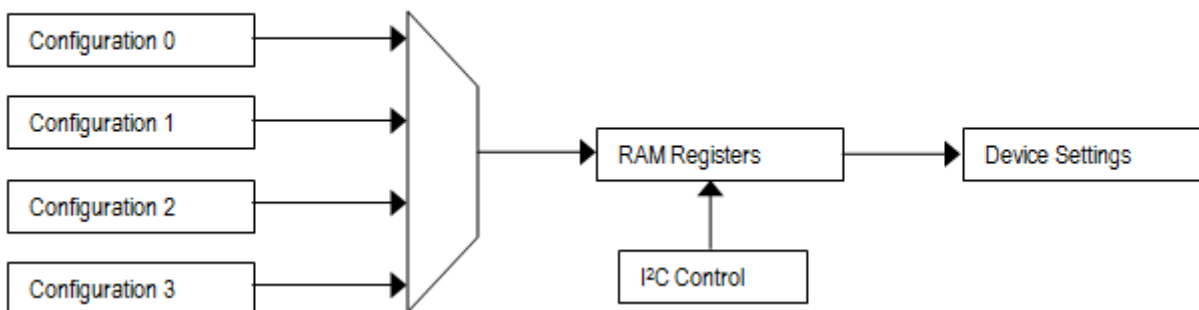 Configuration 0
Configuration 1
Configuration 2
Configuration 3
RAM Registers
I²C Control
Device Settings